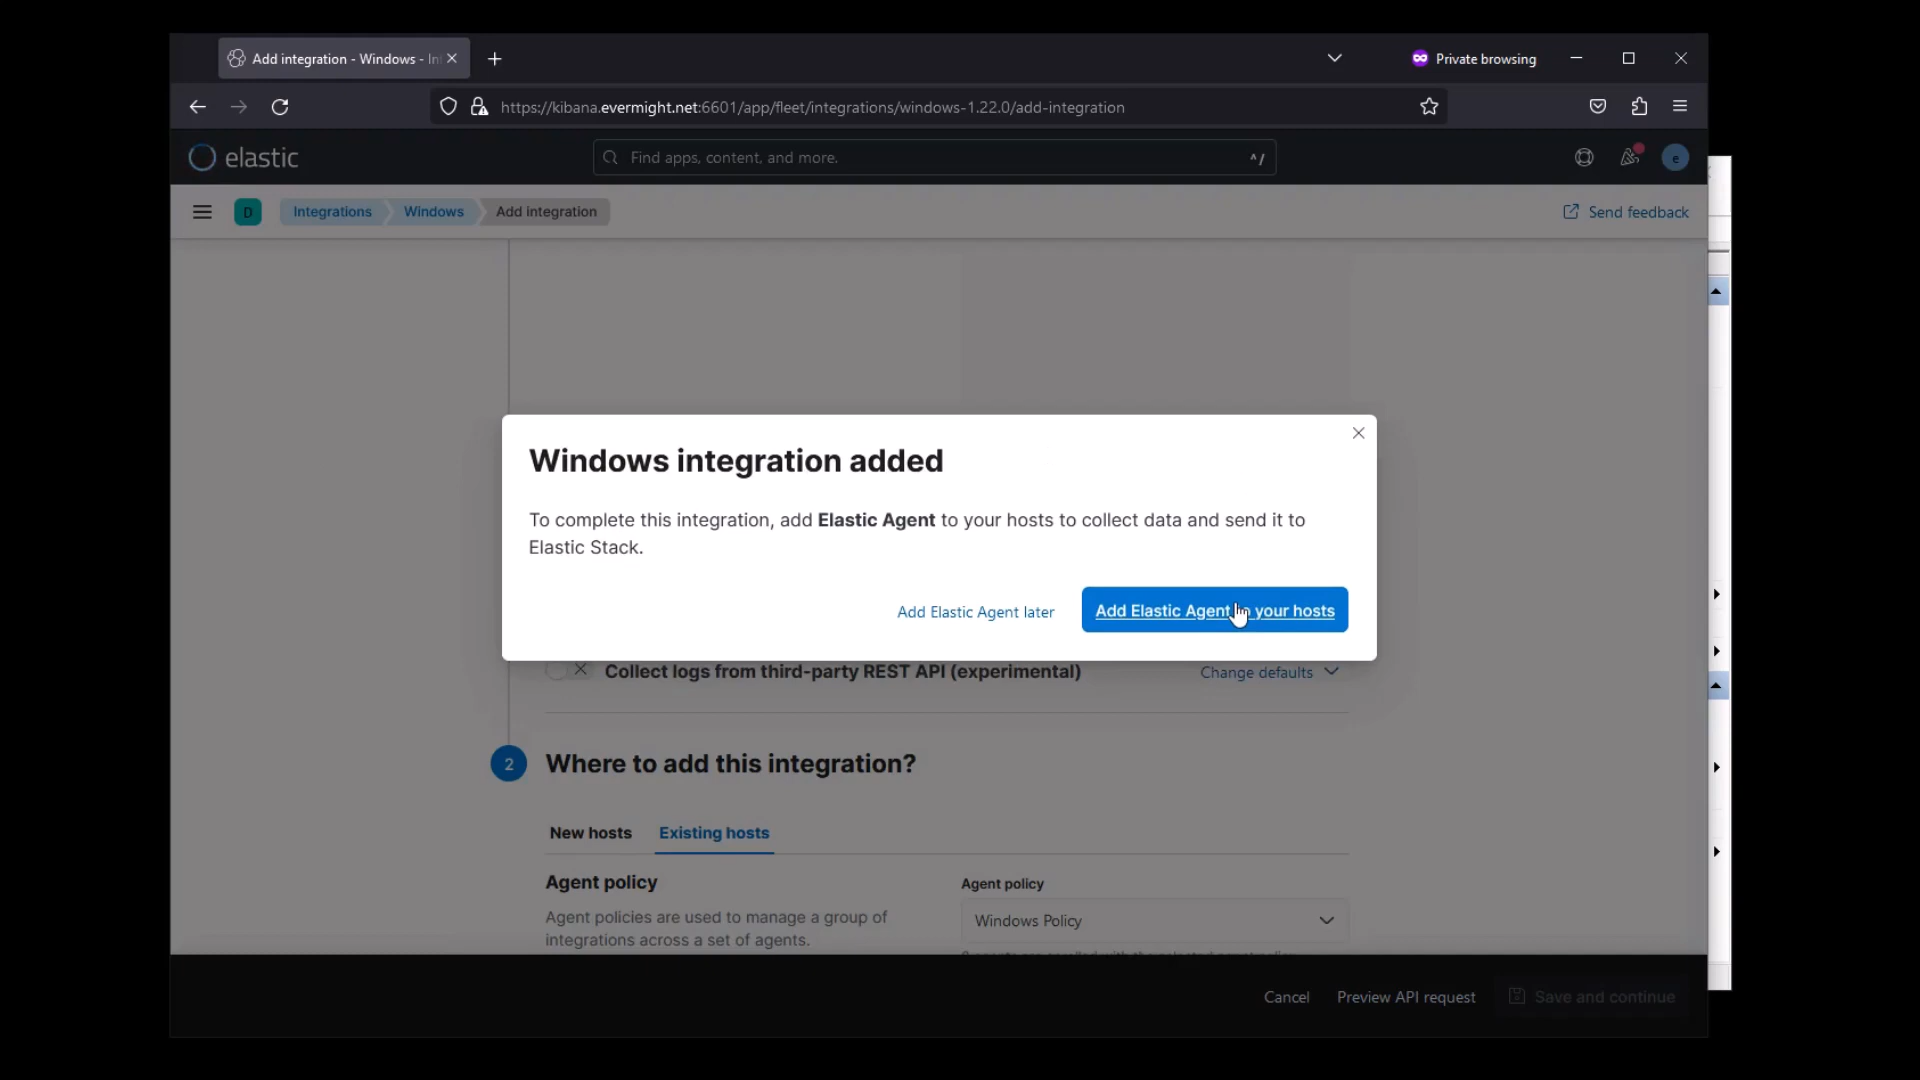 Add integration - Windows - In
Private browsing
https://kibana.evermight.net:6601/app/fleet/integrations/windows-1.22.0/add-integration
elastic
Find apps, content, and more.
^/
e
D
Integrations
Windows
Add integration
Send feedback
Windows integration added
To complete this integration, add Elastic Agent to your hosts to collect data and send it to
Elastic Stack.
Add Elastic Agent later
Add Elastic Agent your hosts
Collect logs from third-party REST API (experimental)
Change defaults
2
Where to add this integration?
New hosts
Existing hosts
Agent policy
Agent policies are used to manage a group of
integrations across a set of agents.
Agent policy
Windows Policy
Cancel
Preview API request
Save and continue